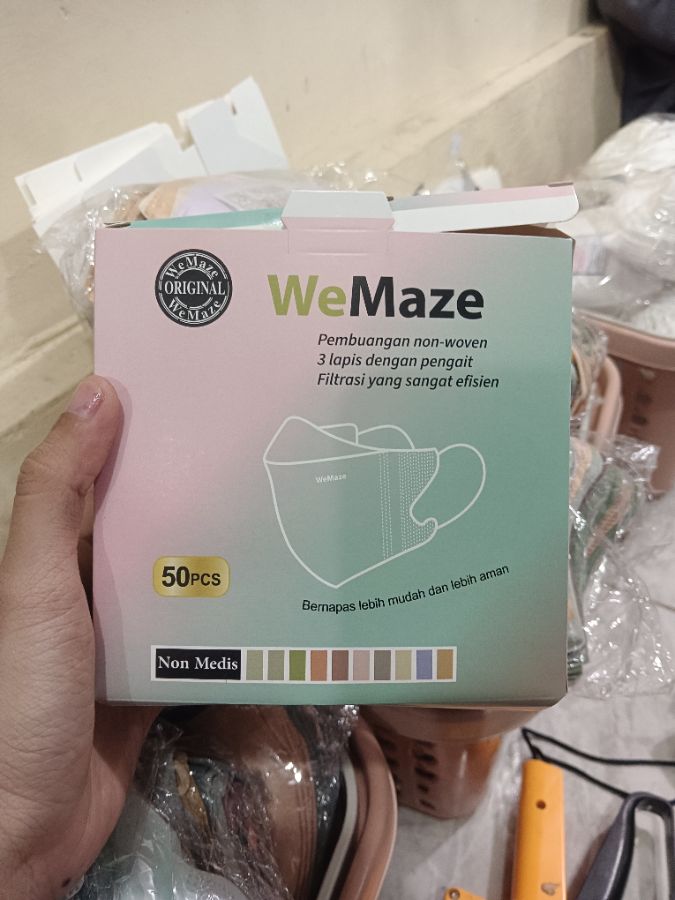 WeMaze
ORIGINAL
WeMaze
WeMaze
Pembuangan non-woven
3 lapis dengan pengait
Filtrasi yang sangat efisien
WeMaze
50PCS
Bernapas lebih mudah dan lebih aman
Non Medis